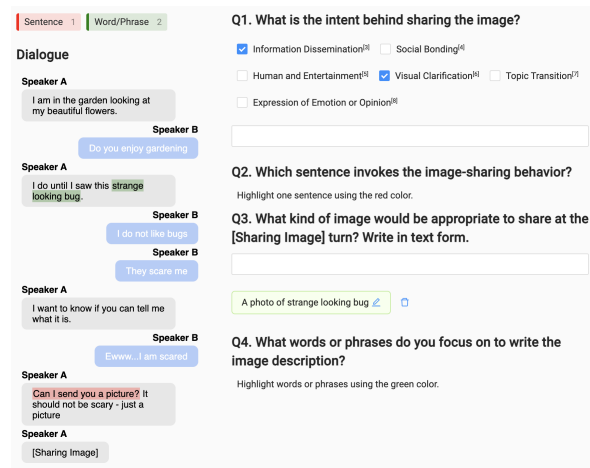 Sentence 1 Word/Phrase 2
Dialogue
Speaker A
I am in the garden looking at
my beautiful flowers.
Speaker B
Do you enjoy gardening
Speaker A
I do until I saw this strange
looking bug.
Speaker B
I do not like bugs
Speaker B
They scare me
Speaker A
I want to know if you can tell me
what it is.
Speaker B
Ewww...I am scared
Speaker A
Can I send you a picture? It
should not be scary - just a
picture
Speaker A
[Sharing Image]
Q1. What is the intent behind sharing the image?
Information Dissemination[3] Social Bonding[4]
Human and Entertainment[5] Visual Clarification[6] Topic Transition[7]
Expression of Emotion or Opinion[8]
Q2. Which sentence invokes the image-sharing behavior?
Highlight one sentence using the red color.
Q3. What kind of image would be appropriate to share at the
[Sharing Image] turn? Write in text form.
A photo of strange looking bug
Q4. What words or phrases do you focus on to write the
image description?
Highlight words or phrases using the green color.